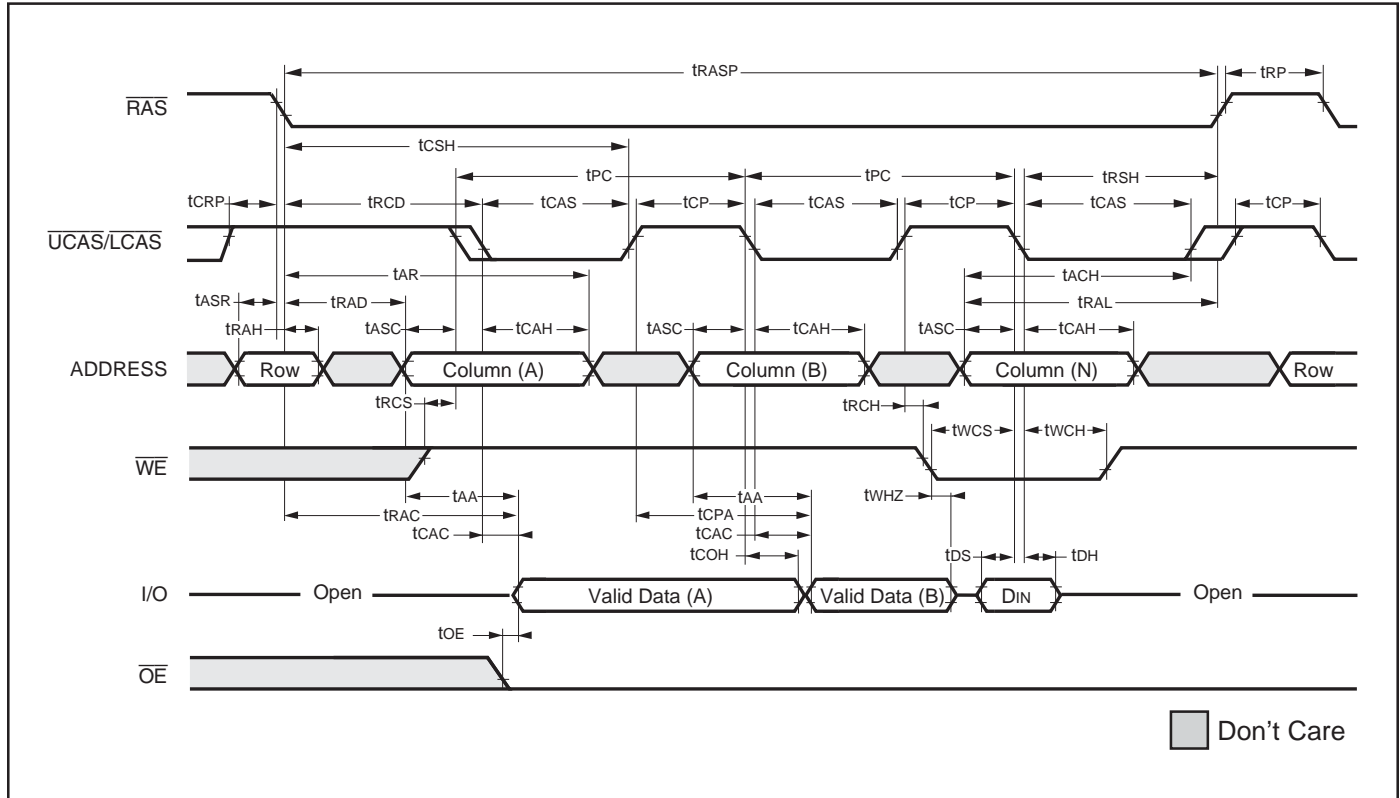 tRASP
tRP
RAS
tCSH
tPC
tPC
tRSH
tCRP
tRCD
tCAS
tCP
tCAS
tCP
tCAS
tCP
UCAS/LCAS
tAR
tACH
tASR
tRAD
tRAL
tRAH
tASC
tCAH
tASC
tCAH
tASC
tCAH
ADDRESS
Row
Column (A)
Column (B)
Column (N)
Row
tRCS
tRCH
tWCS
tWCH
WE
tAA
tAA
tWHZ
tRAC
tCPA
tCAC
tCAC
tCOH
tDS
tDH
I/O
Open
Valid Data (A)
Valid Data (B)
DIN
Open
tOE
OE
Don't Care